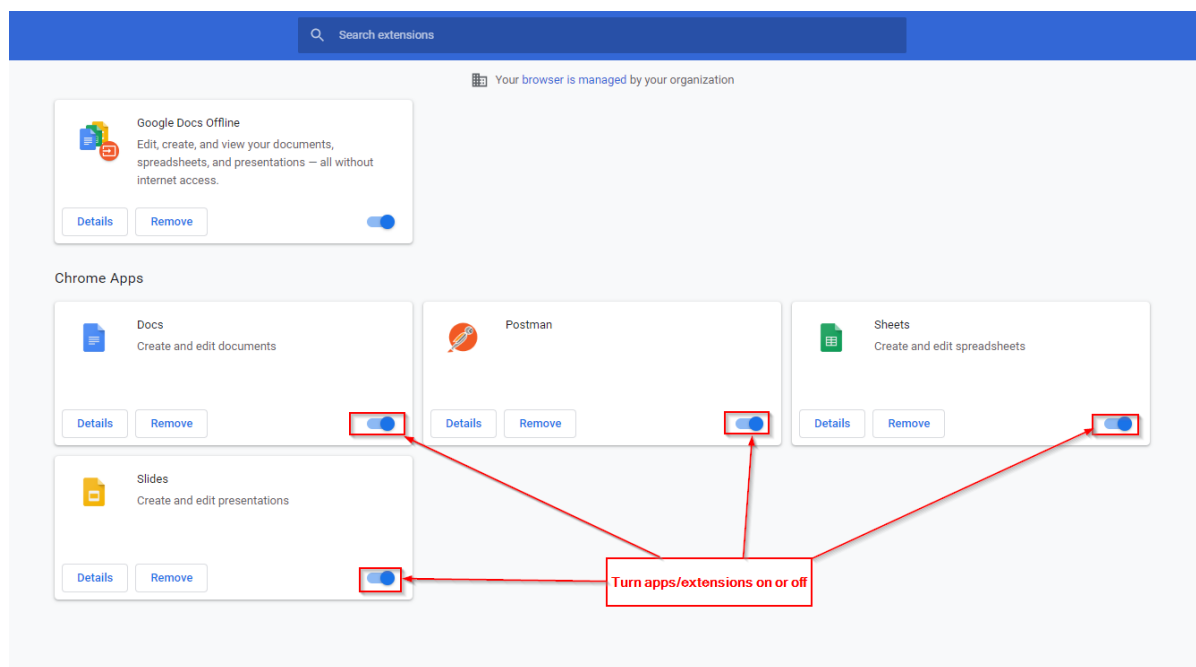 Search extensions
Your browser is managed by your organization
Google Docs Offline
Edit, create, and view your documents,
spreadsheets, and presentations — all without
internet access.
Details Remove
Chrome Apps
Docs
Create and edit documents
Details Remove
Postman
Details Remove
Sheets
Create and edit spreadsheets
Details Remove
Slides
Create and edit presentations
Details Remove
Turn apps/extensions on or off